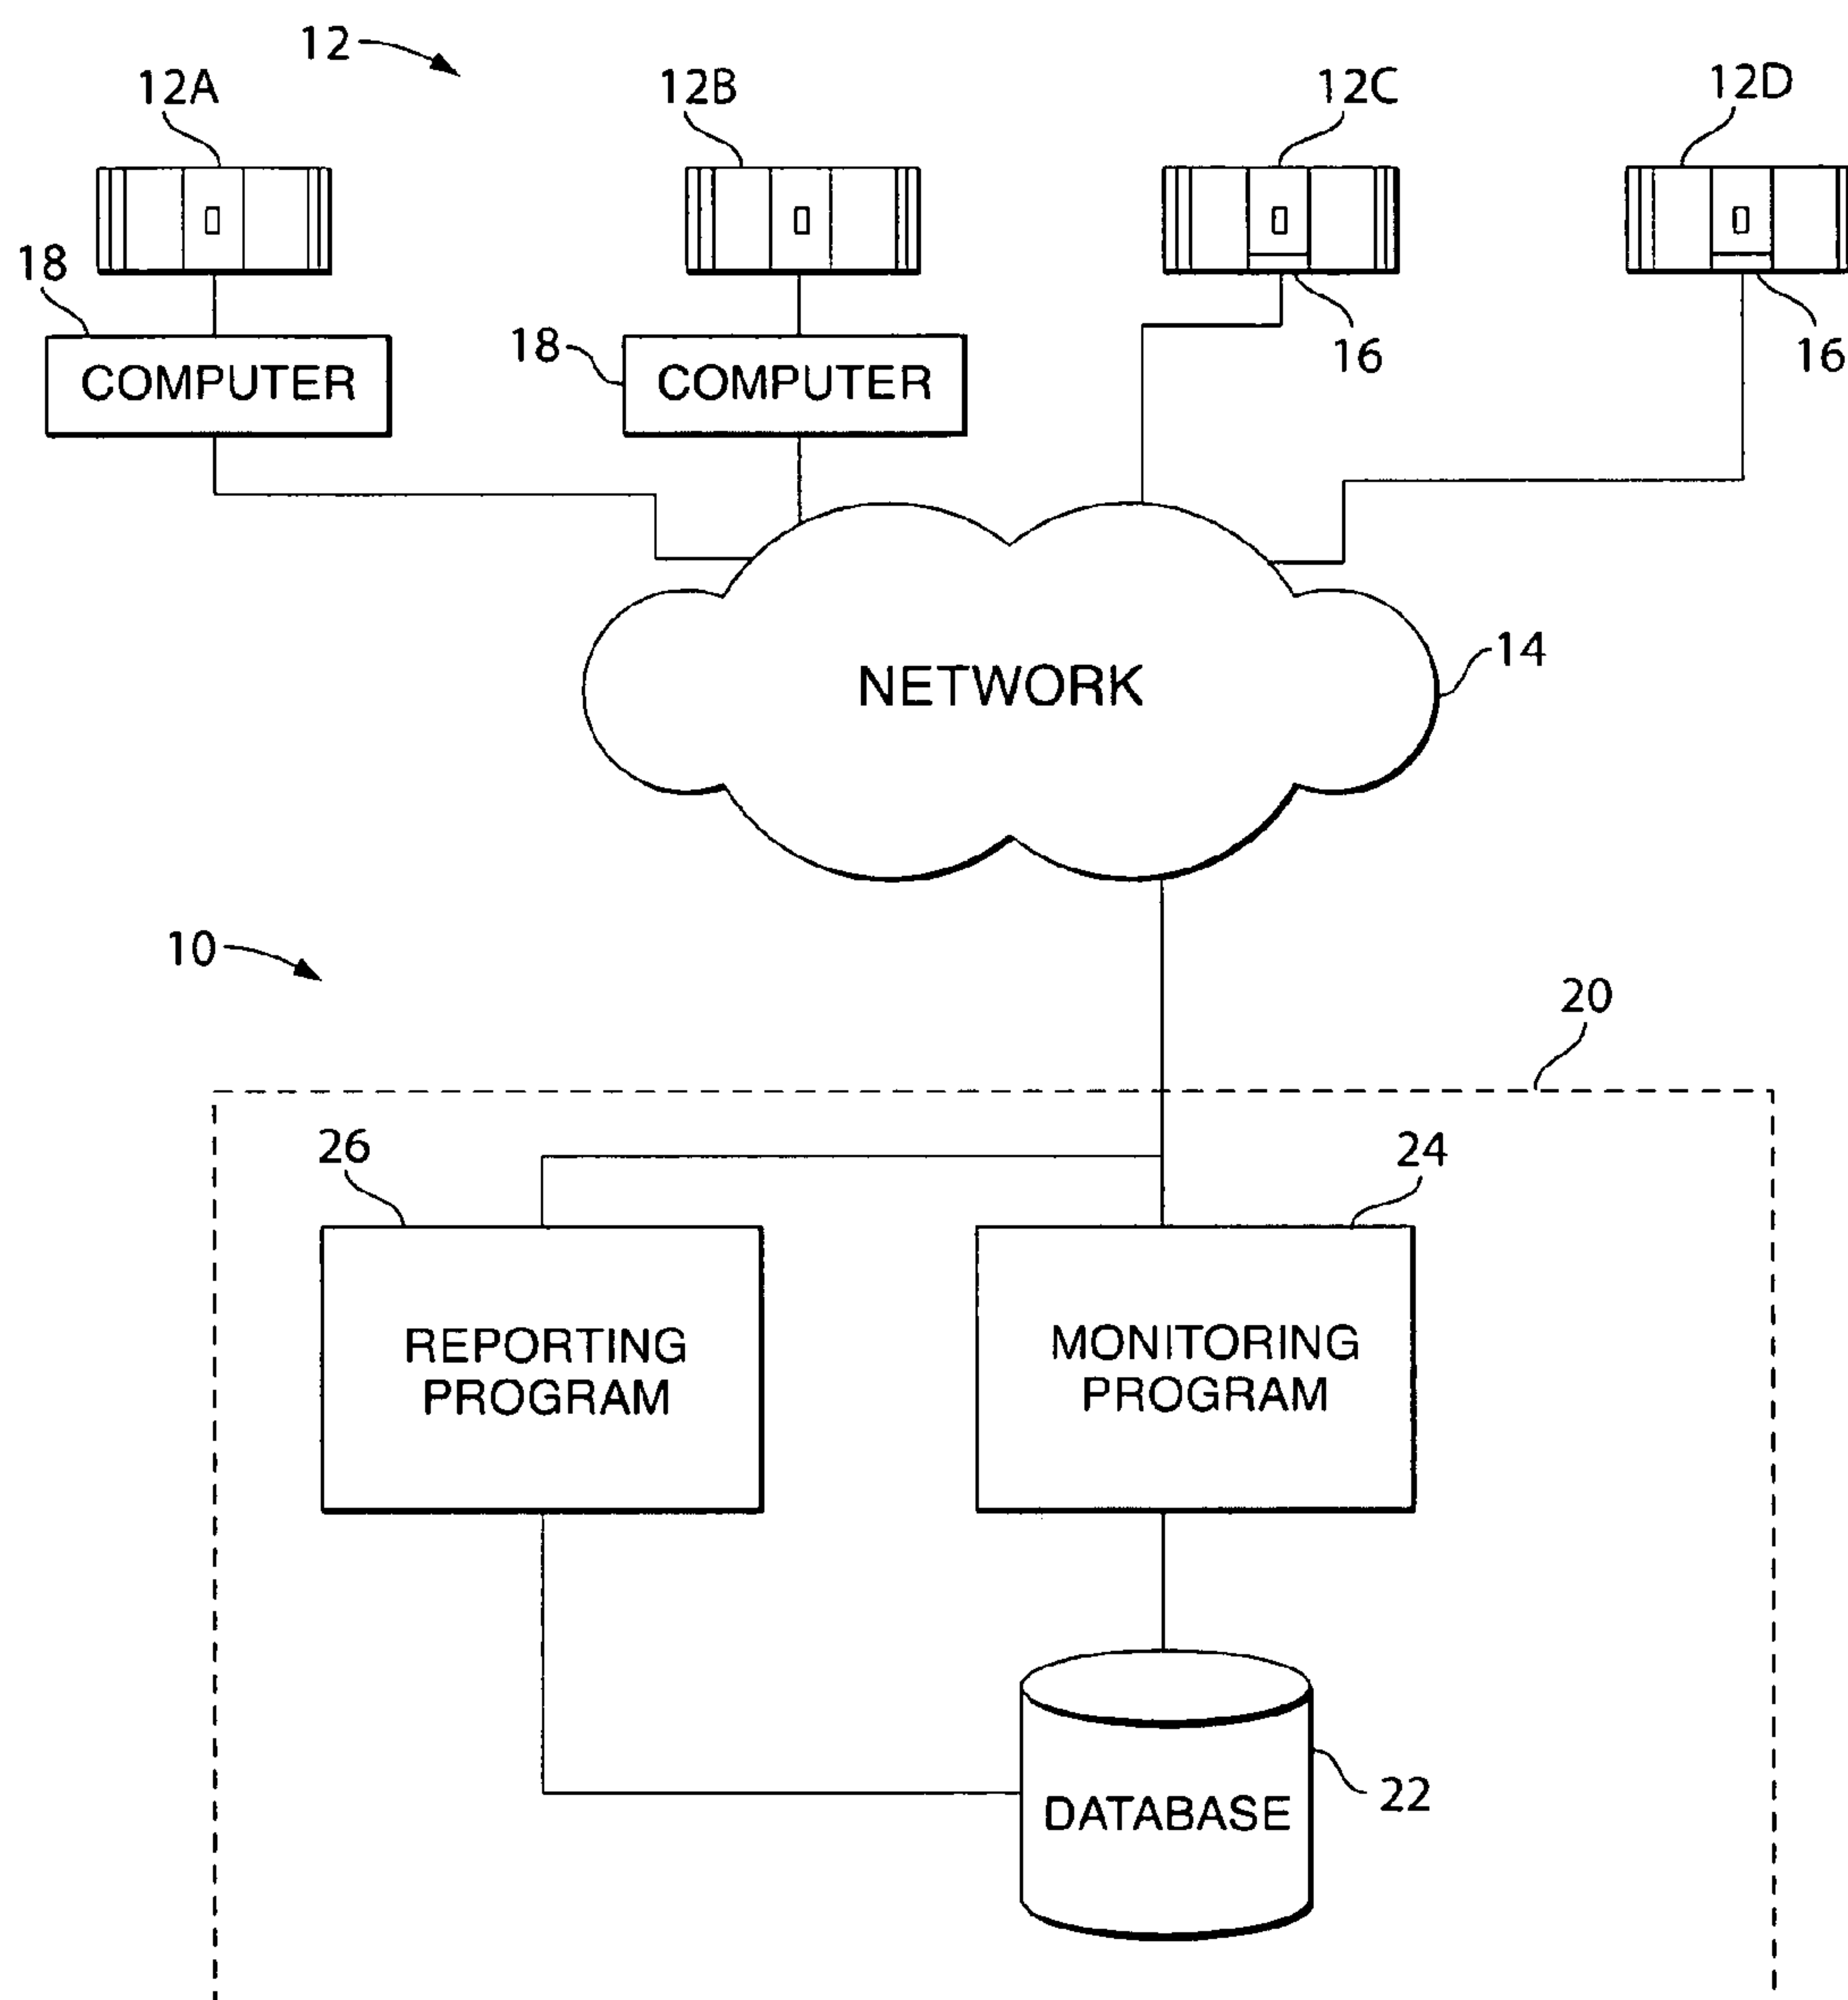 12
12A
12B
12C
12D
18
COMPUTER
18
COMPUTER
16
16
NETWORK
14
10
20
26
24
REPORTING
PROGRAM
MONITORING
PROGRAM
DATABASE
22